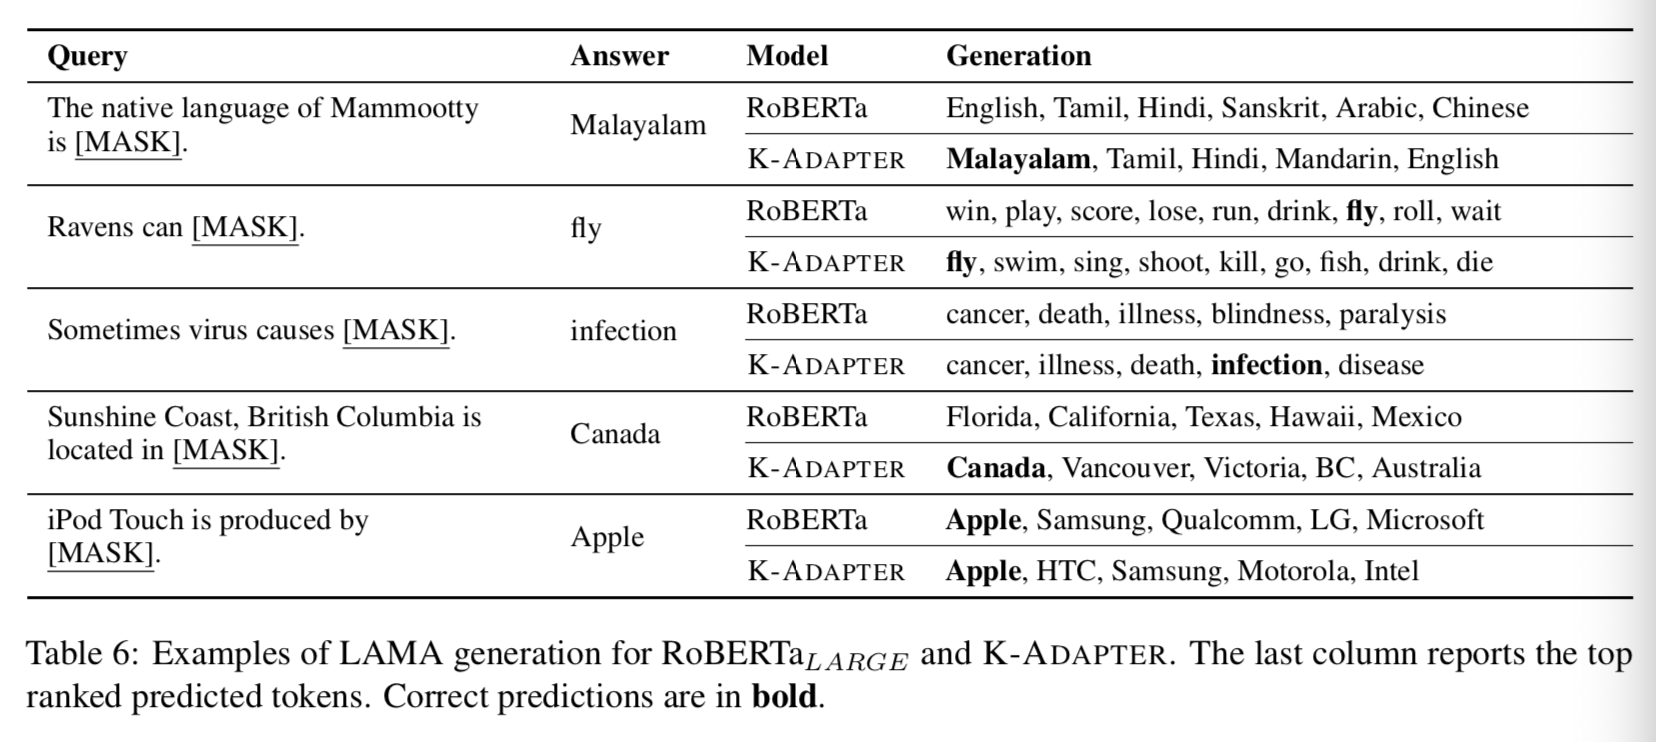 Query Answer Model Generation
The native language of Mammootty
is [MASK].
Malayalam
RoBERTa English, Tamil, Hindi, Sanskrit, Arabic, Chinese
K-ADAPTER Malayalam, Tamil, Hindi, Mandarin, English
Ravens can [MASK].
fly
RoBERTa win, play, score, lose, run, drink, fly, roll, wait
K-ADAPTER fly, swim, sing, shoot, kill, go, fish, drink, die
Sometimes virus causes [MASK].
infection
RoBERTa cancer, death, illness, blindness, paralysis
K-ADAPTER cancer, illness, death, infection, disease
Sunshine Coast, British Columbia is
located in [MASK].
Canada
RoBERTa Florida, California, Texas, Hawaii, Mexico
K-ADAPTER Canada, Vancouver, Victoria, BC, Australia
iPod Touch is produced by
[MASK].
Apple
RoBERTa Apple, Samsung, Qualcomm, LG, Microsoft
K-ADAPTER Apple, HTC, Samsung, Motorola, Intel
Table 6: Examples of LAMA generation for RoBERTaLARGE and K-ADAPTER. The last column reports the top
ranked predicted tokens. Correct predictions are in bold.